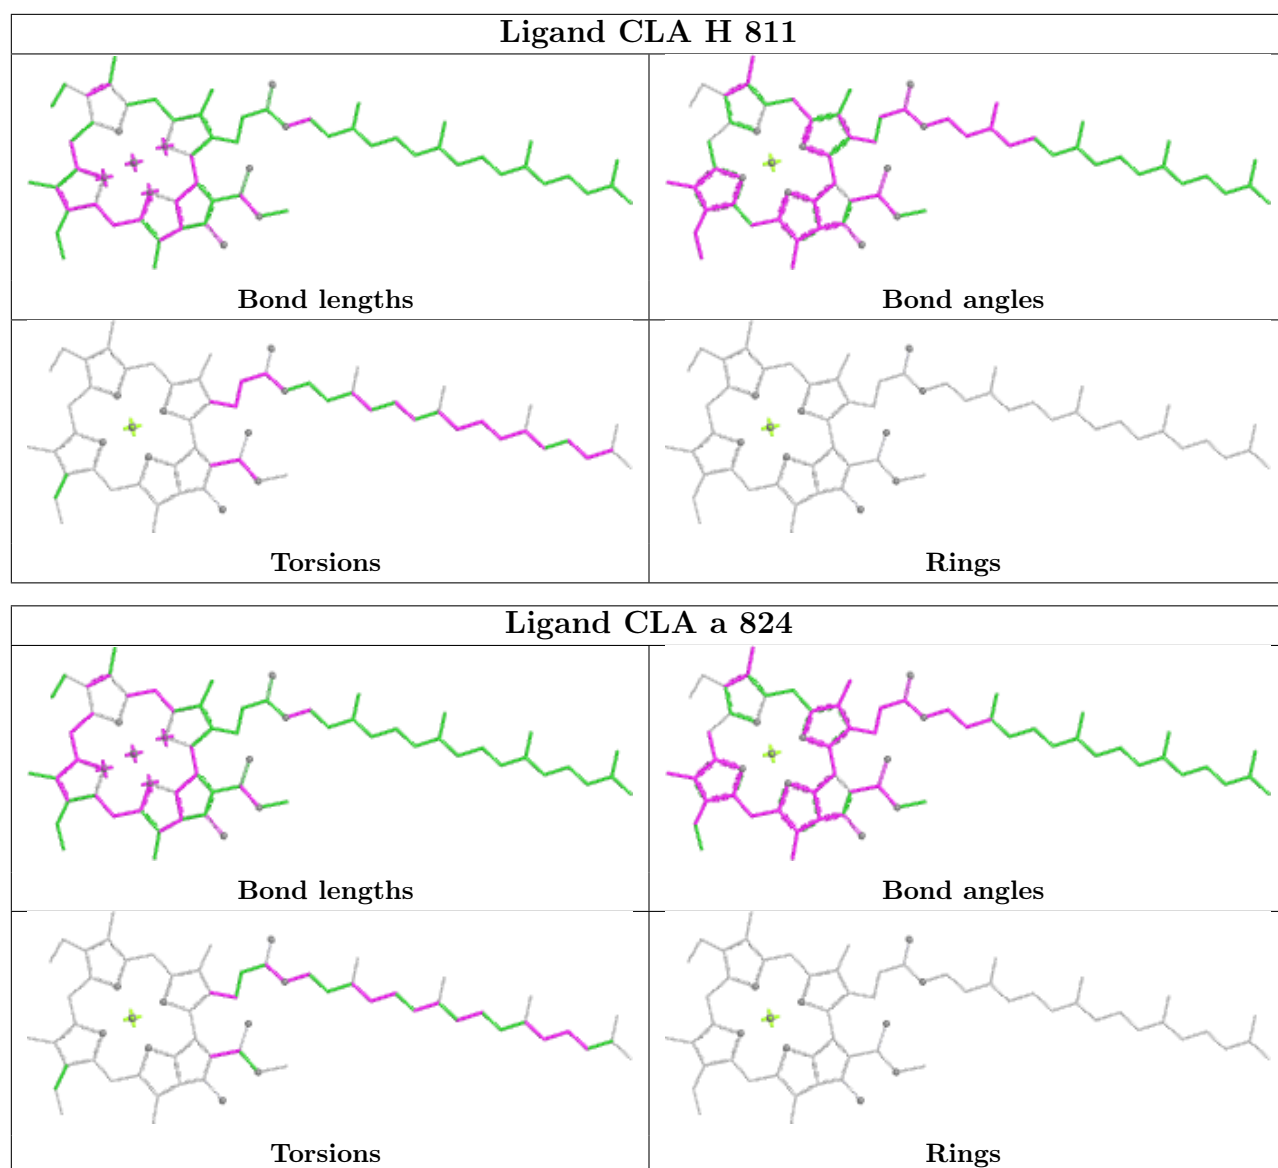 Ligand CLA H 811
Bond lengths
Bond angles
Torsions
Rings
Ligand CLA a 824
Bond lengths
Bond angles
Torsions
Rings